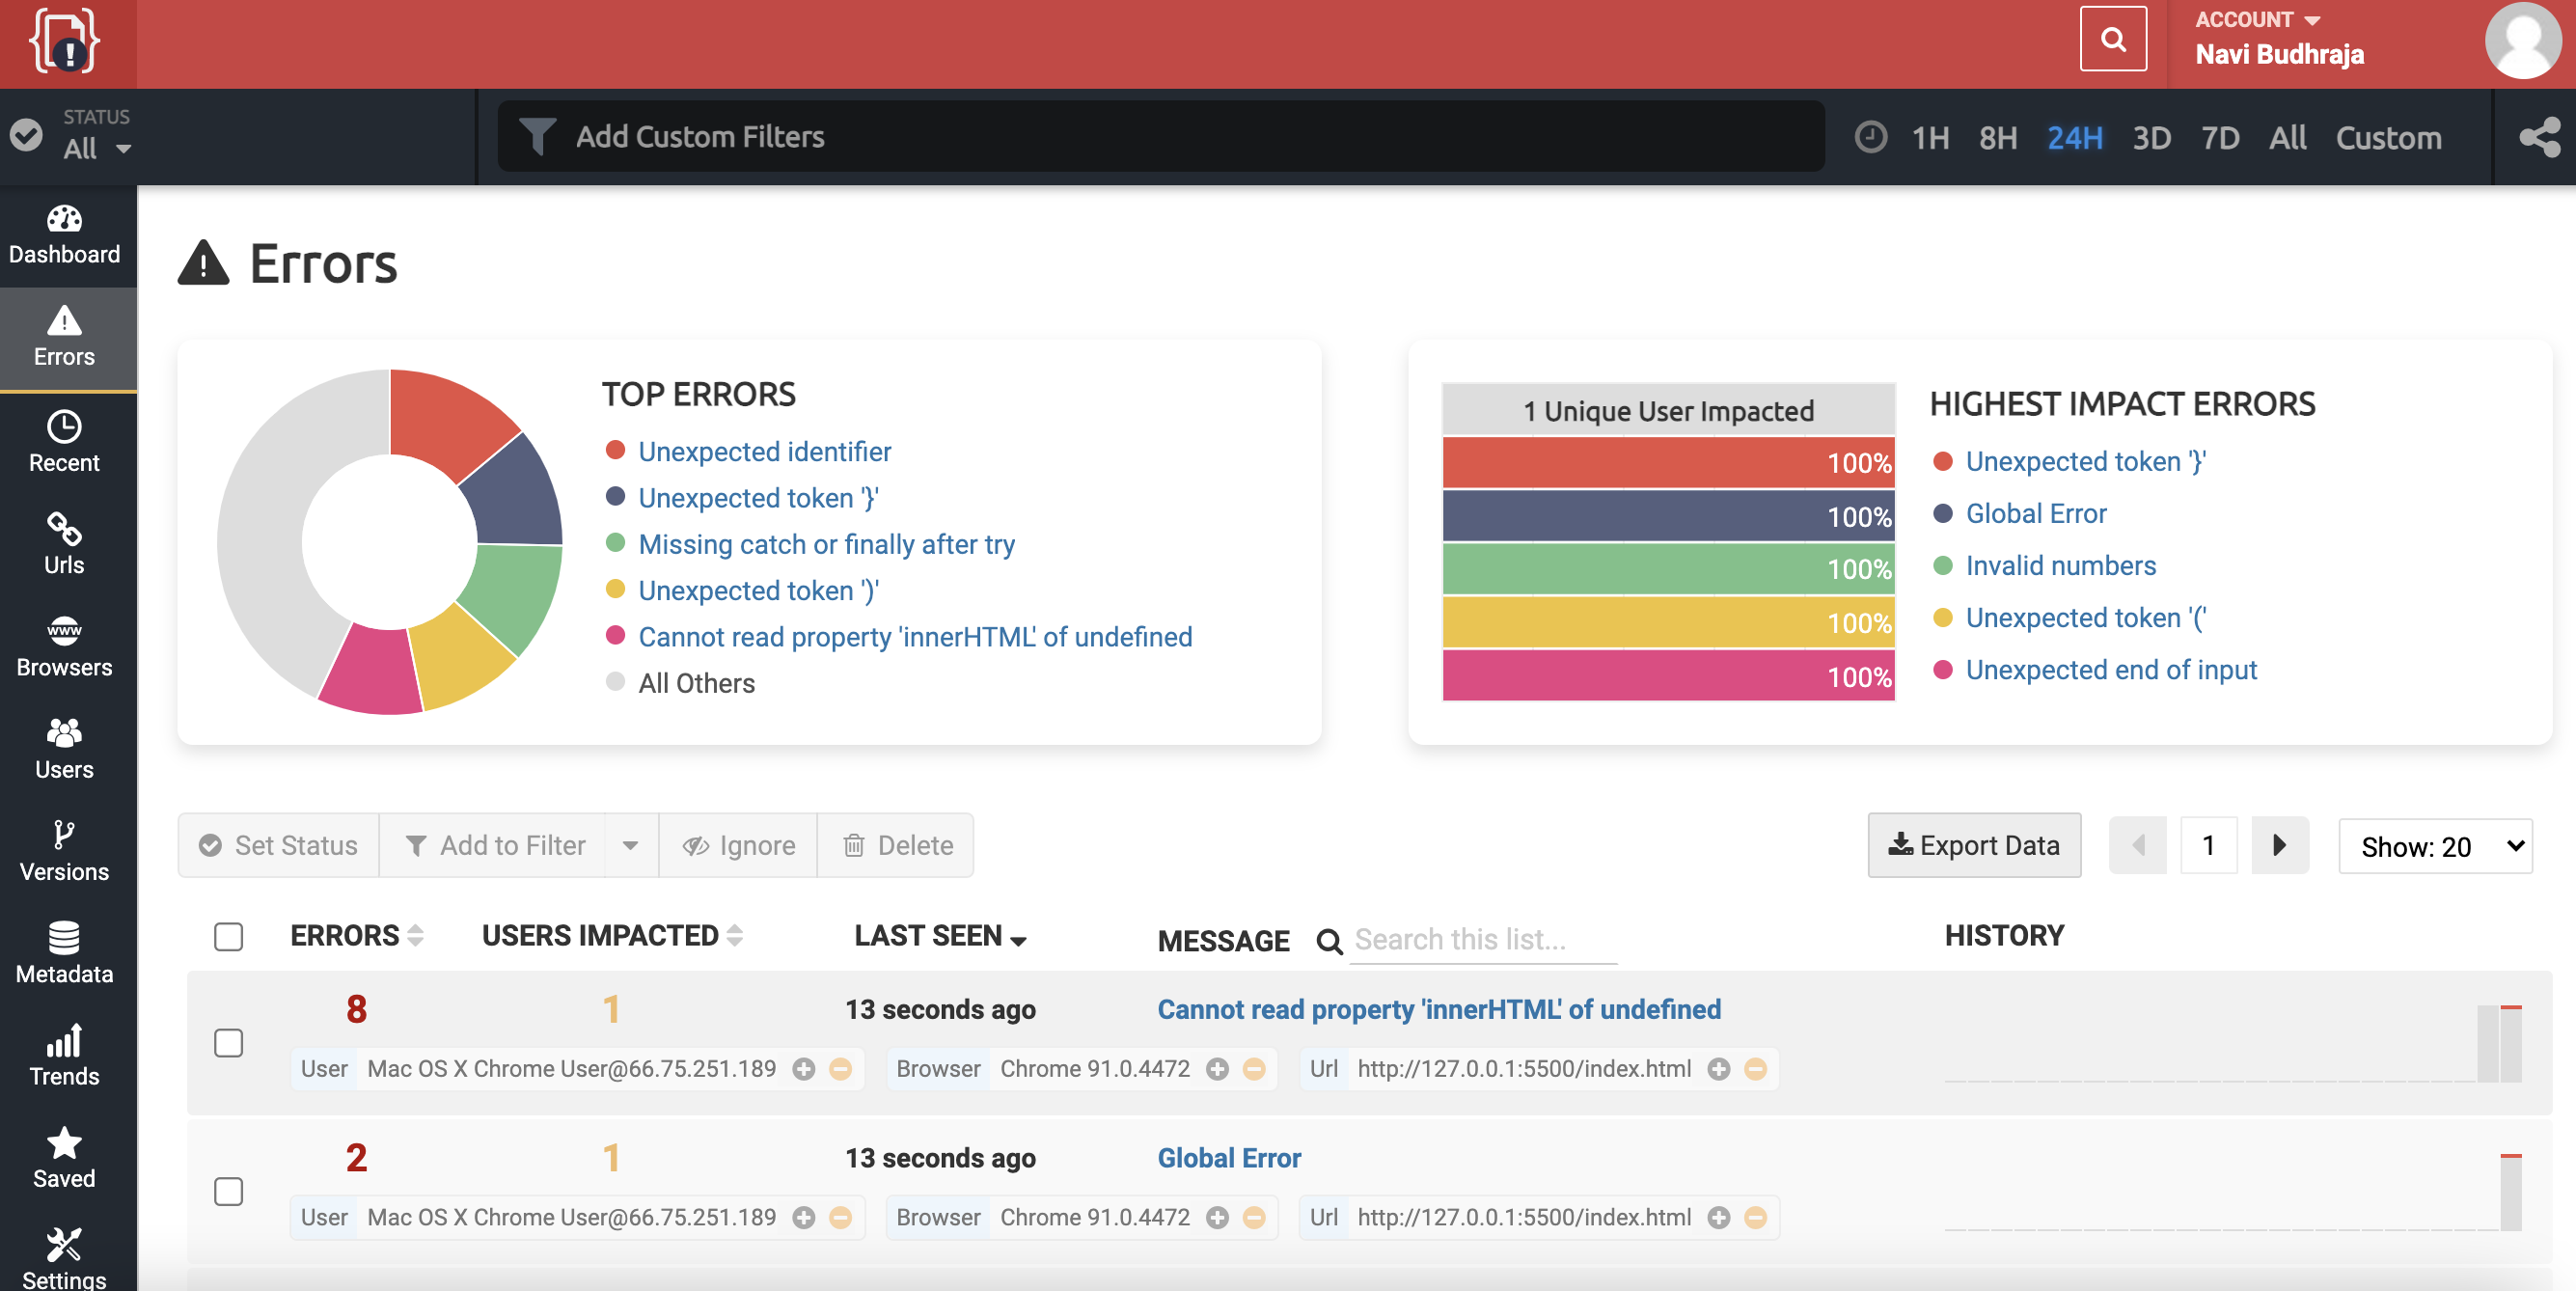 ACCOUNT
Navi Budhraja
STATUS
All
Add Custom Filters
1H 8H 24H 3D 7D All Custom
Dashboard
Errors
Recent
Urls
www
Browsers
Users
Versions
Metadata
Trends
Saved
Settings
Errors
TOP ERRORS
Unexpected identifier
Unexpected token '}'
Missing catch or finally after try
Unexpected token ')'
Cannot read property 'innerHTML' of undefined
All Others
1 Unique User Impacted
100%
100%
100%
100%
100%
HIGHEST IMPACT ERRORS
Unexpected token '}'
Global Error
Invalid numbers
Unexpected token '('
Unexpected end of input
Set Status Add to Filter Ignore Delete
Export Data 1 Show: 20
ERRORS USERS IMPACTED LAST SEEN MESSAGE Search this list... HISTORY
8 1 13 seconds ago Cannot read property 'innerHTML' of undefined
User Mac OS X Chrome User@66.75.251.189 Browser Chrome 91.0.4472 Url http://127.0.0.1:5500/index.html
2 1 13 seconds ago Global Error
User Mac OS X Chrome User@66.75.251.189 Browser Chrome 91.0.4472 Url http://127.0.0.1:5500/index.html